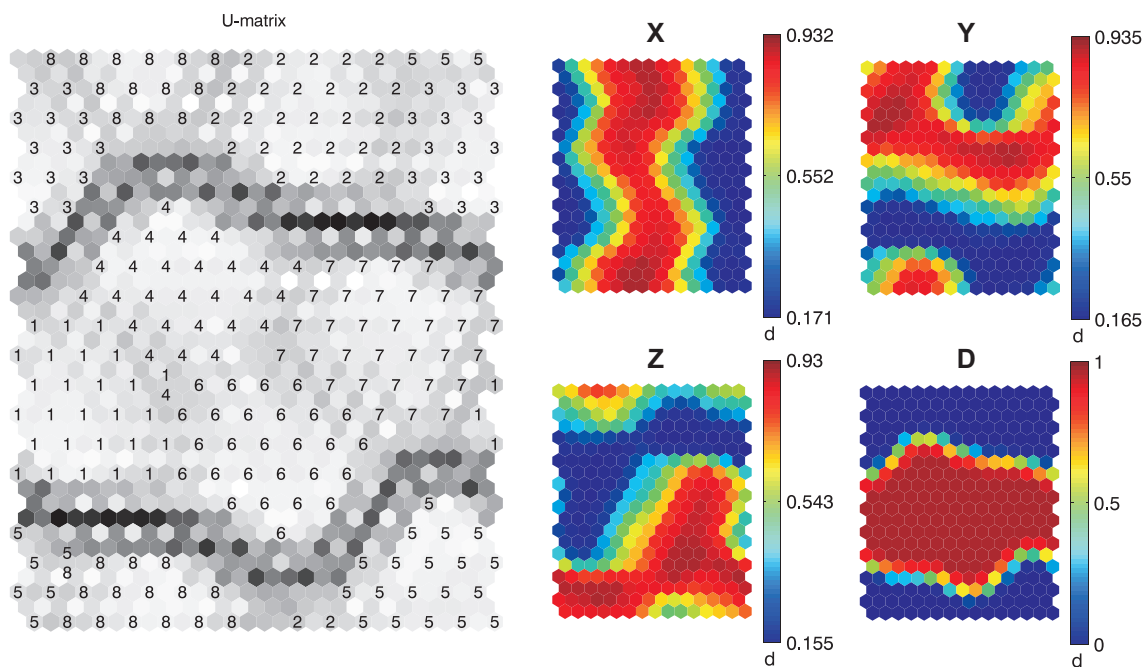 U-matrix
8 8 8 8 8 8 2 2 2 2 2 5 5 5
3 3 8 8 8 8 2 2 2 2 2 2 3 3 3
3 3 3 8 8 8 2 2 2 2 2 2 3 3 3
3 3 3 2 2 2 2 2 2 3 3 3
3 3 3 2 2 2 2 3 3 3
3 3 4 3 3 3
4 4 4 4
4 4 4 4 4 4 4 7 7 7 7
4 4 4 4 4 4 4 7 7 7 7 7 7
1 1 1 4 4 4 4 4 7 7 7 7 7 7 7
1 1 1 1 4 4 4 7 7 7 7 7 7 7
1
1 1 1 1 6 6 6 6 7 7 7 7 7 1
4
1 1 1 1 1 6 6 6 6 6 6 7 7 7 1
1 1 1 1 1 6 6 6 6 6 6 1
1 1 1 1 1 6 6 6 6 6 6
6 6 6 6 5
5 6 5 5 5
5
5 8 8 8 5 5 5 5
8
5 5 8 8 8 8 5 5 5 5 5
5 8 8 8 8 8 8 2 2 5 5 5 5 5
X
0.932
0.552
0.171
d
Y
0.935
0.55
0.165
d
Z
0.93
0.543
0.155
d
D
1
0.5
0
d